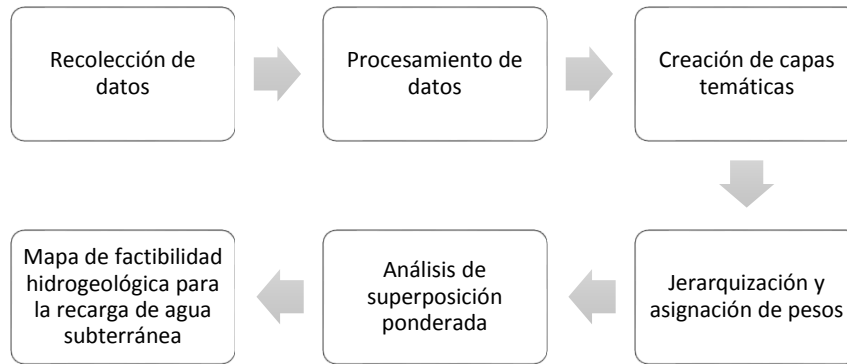 Recolección de
datos
Procesamiento de
datos
Creación de capas
temáticas
Jerarquización y
asignación de pesos
Análisis de
superposición
ponderada
Mapa de factibilidad
hidrogeológica para
la recarga de agua
subterránea